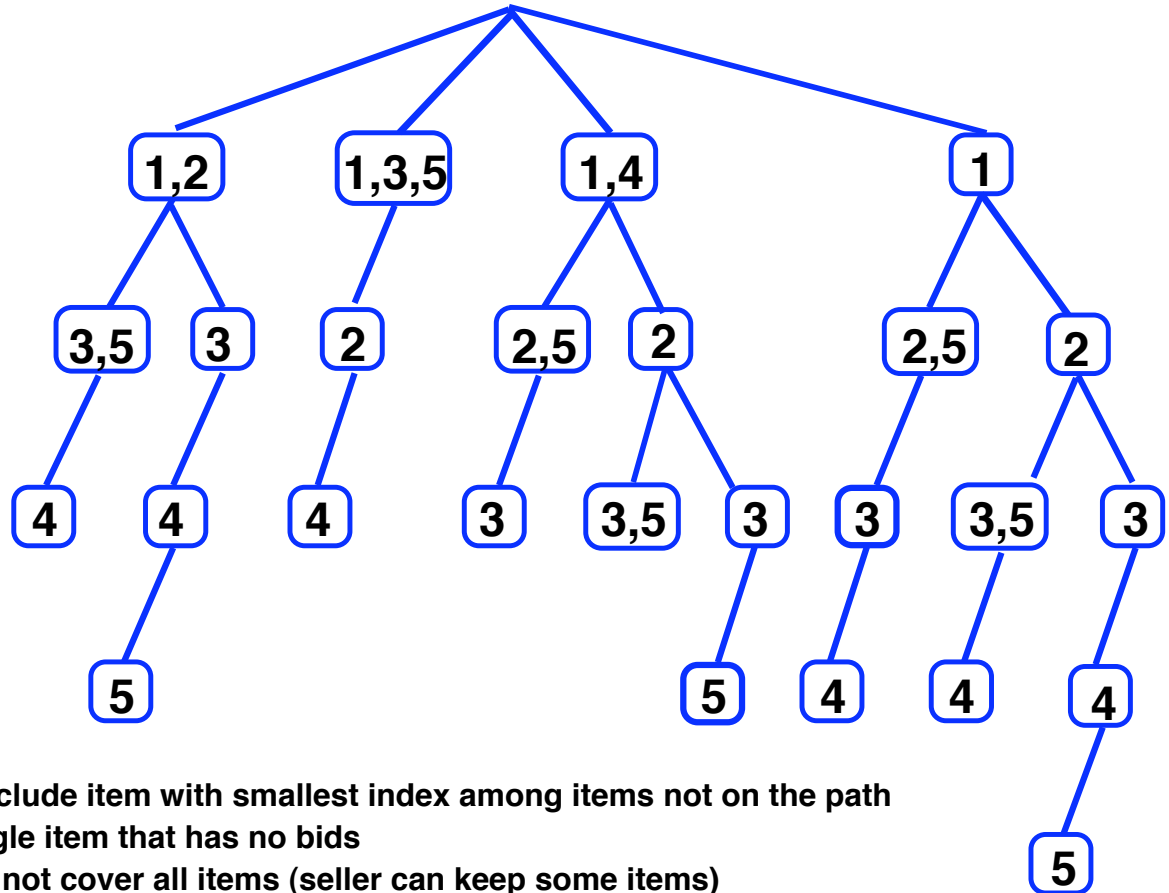 1,2 1,3,5 1,4 1
3,5 3 2 2,5 2 2,5 2
4 4 4 3 3,5 3 3 3,5 3
5 5 4 4 4
clude item with smallest index among items not on the path
gle item that has no bids
not cover all items (seller can keep some items)
5